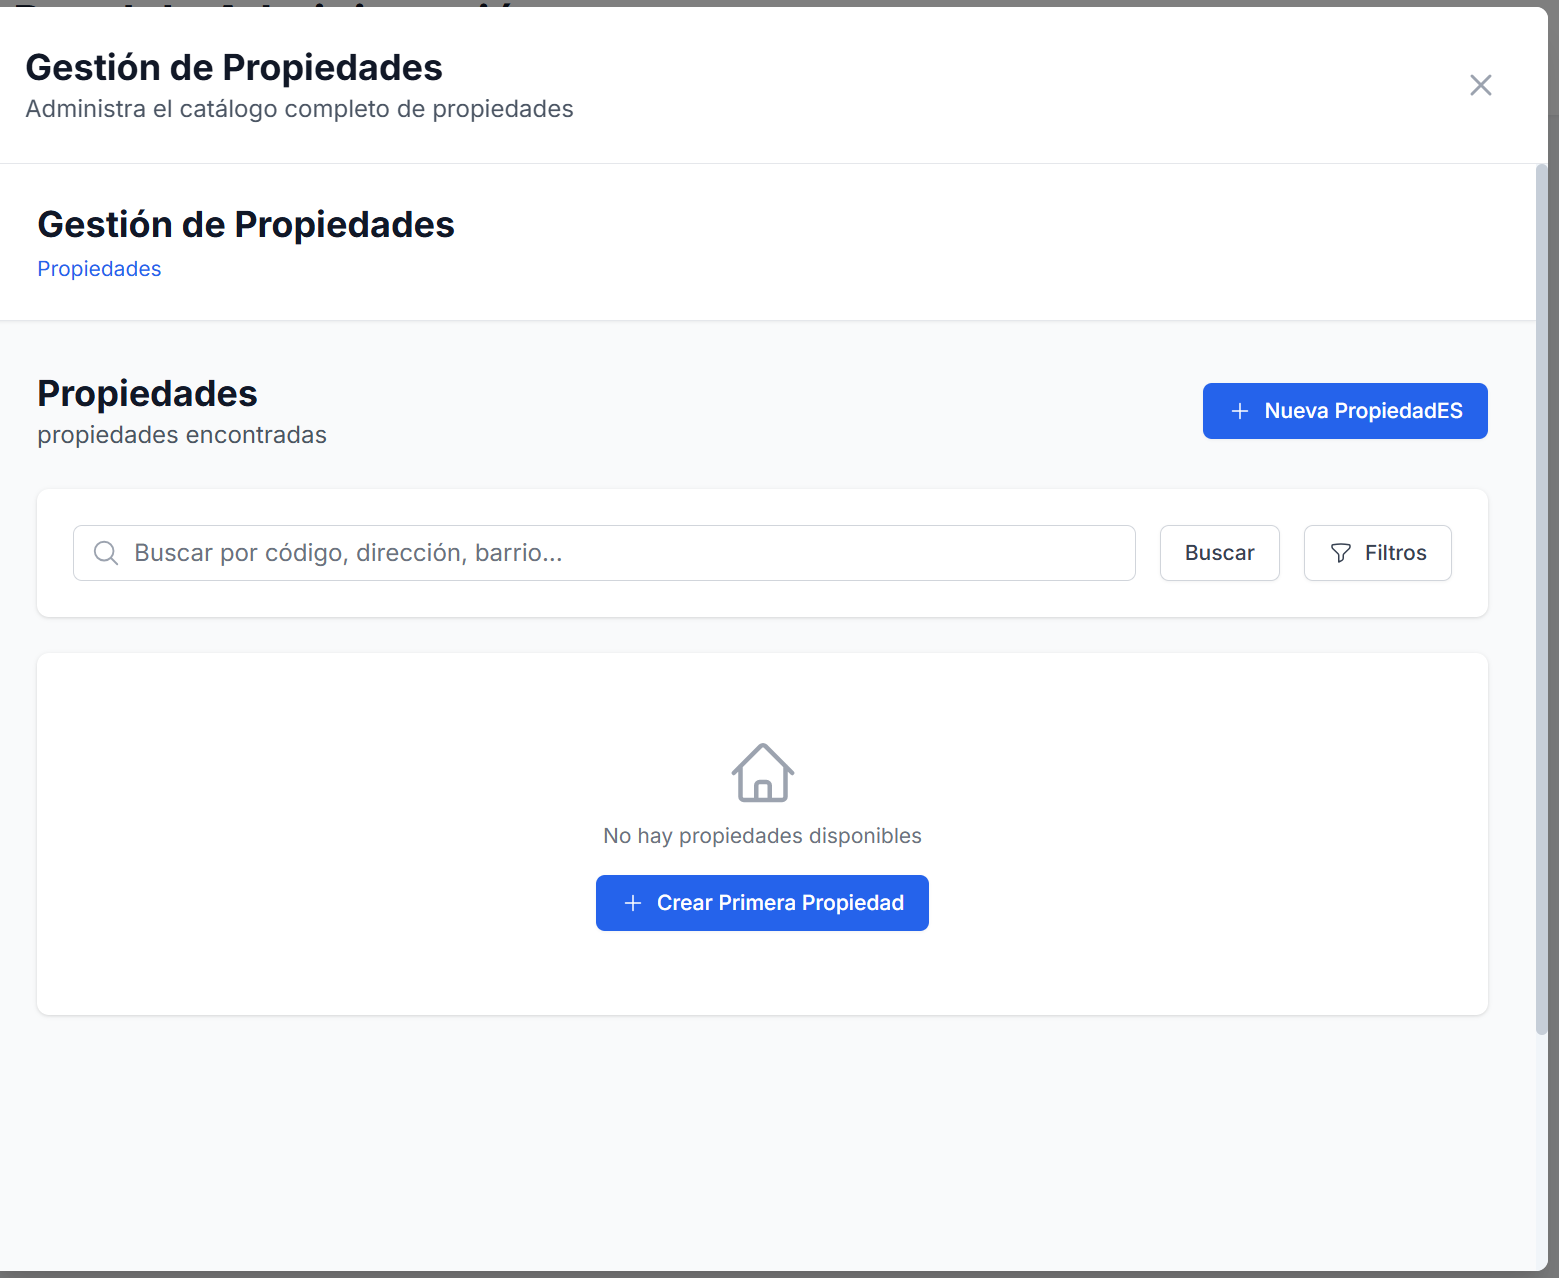 Gestión de Propiedades
Administra el catálogo completo de propiedades
Gestión de Propiedades
Propiedades
Propiedades
propiedades encontradas
Nueva PropiedadES
Buscar por código, dirección, barrio...
Buscar
Filtros
No hay propiedades disponibles
Crear Primera Propiedad